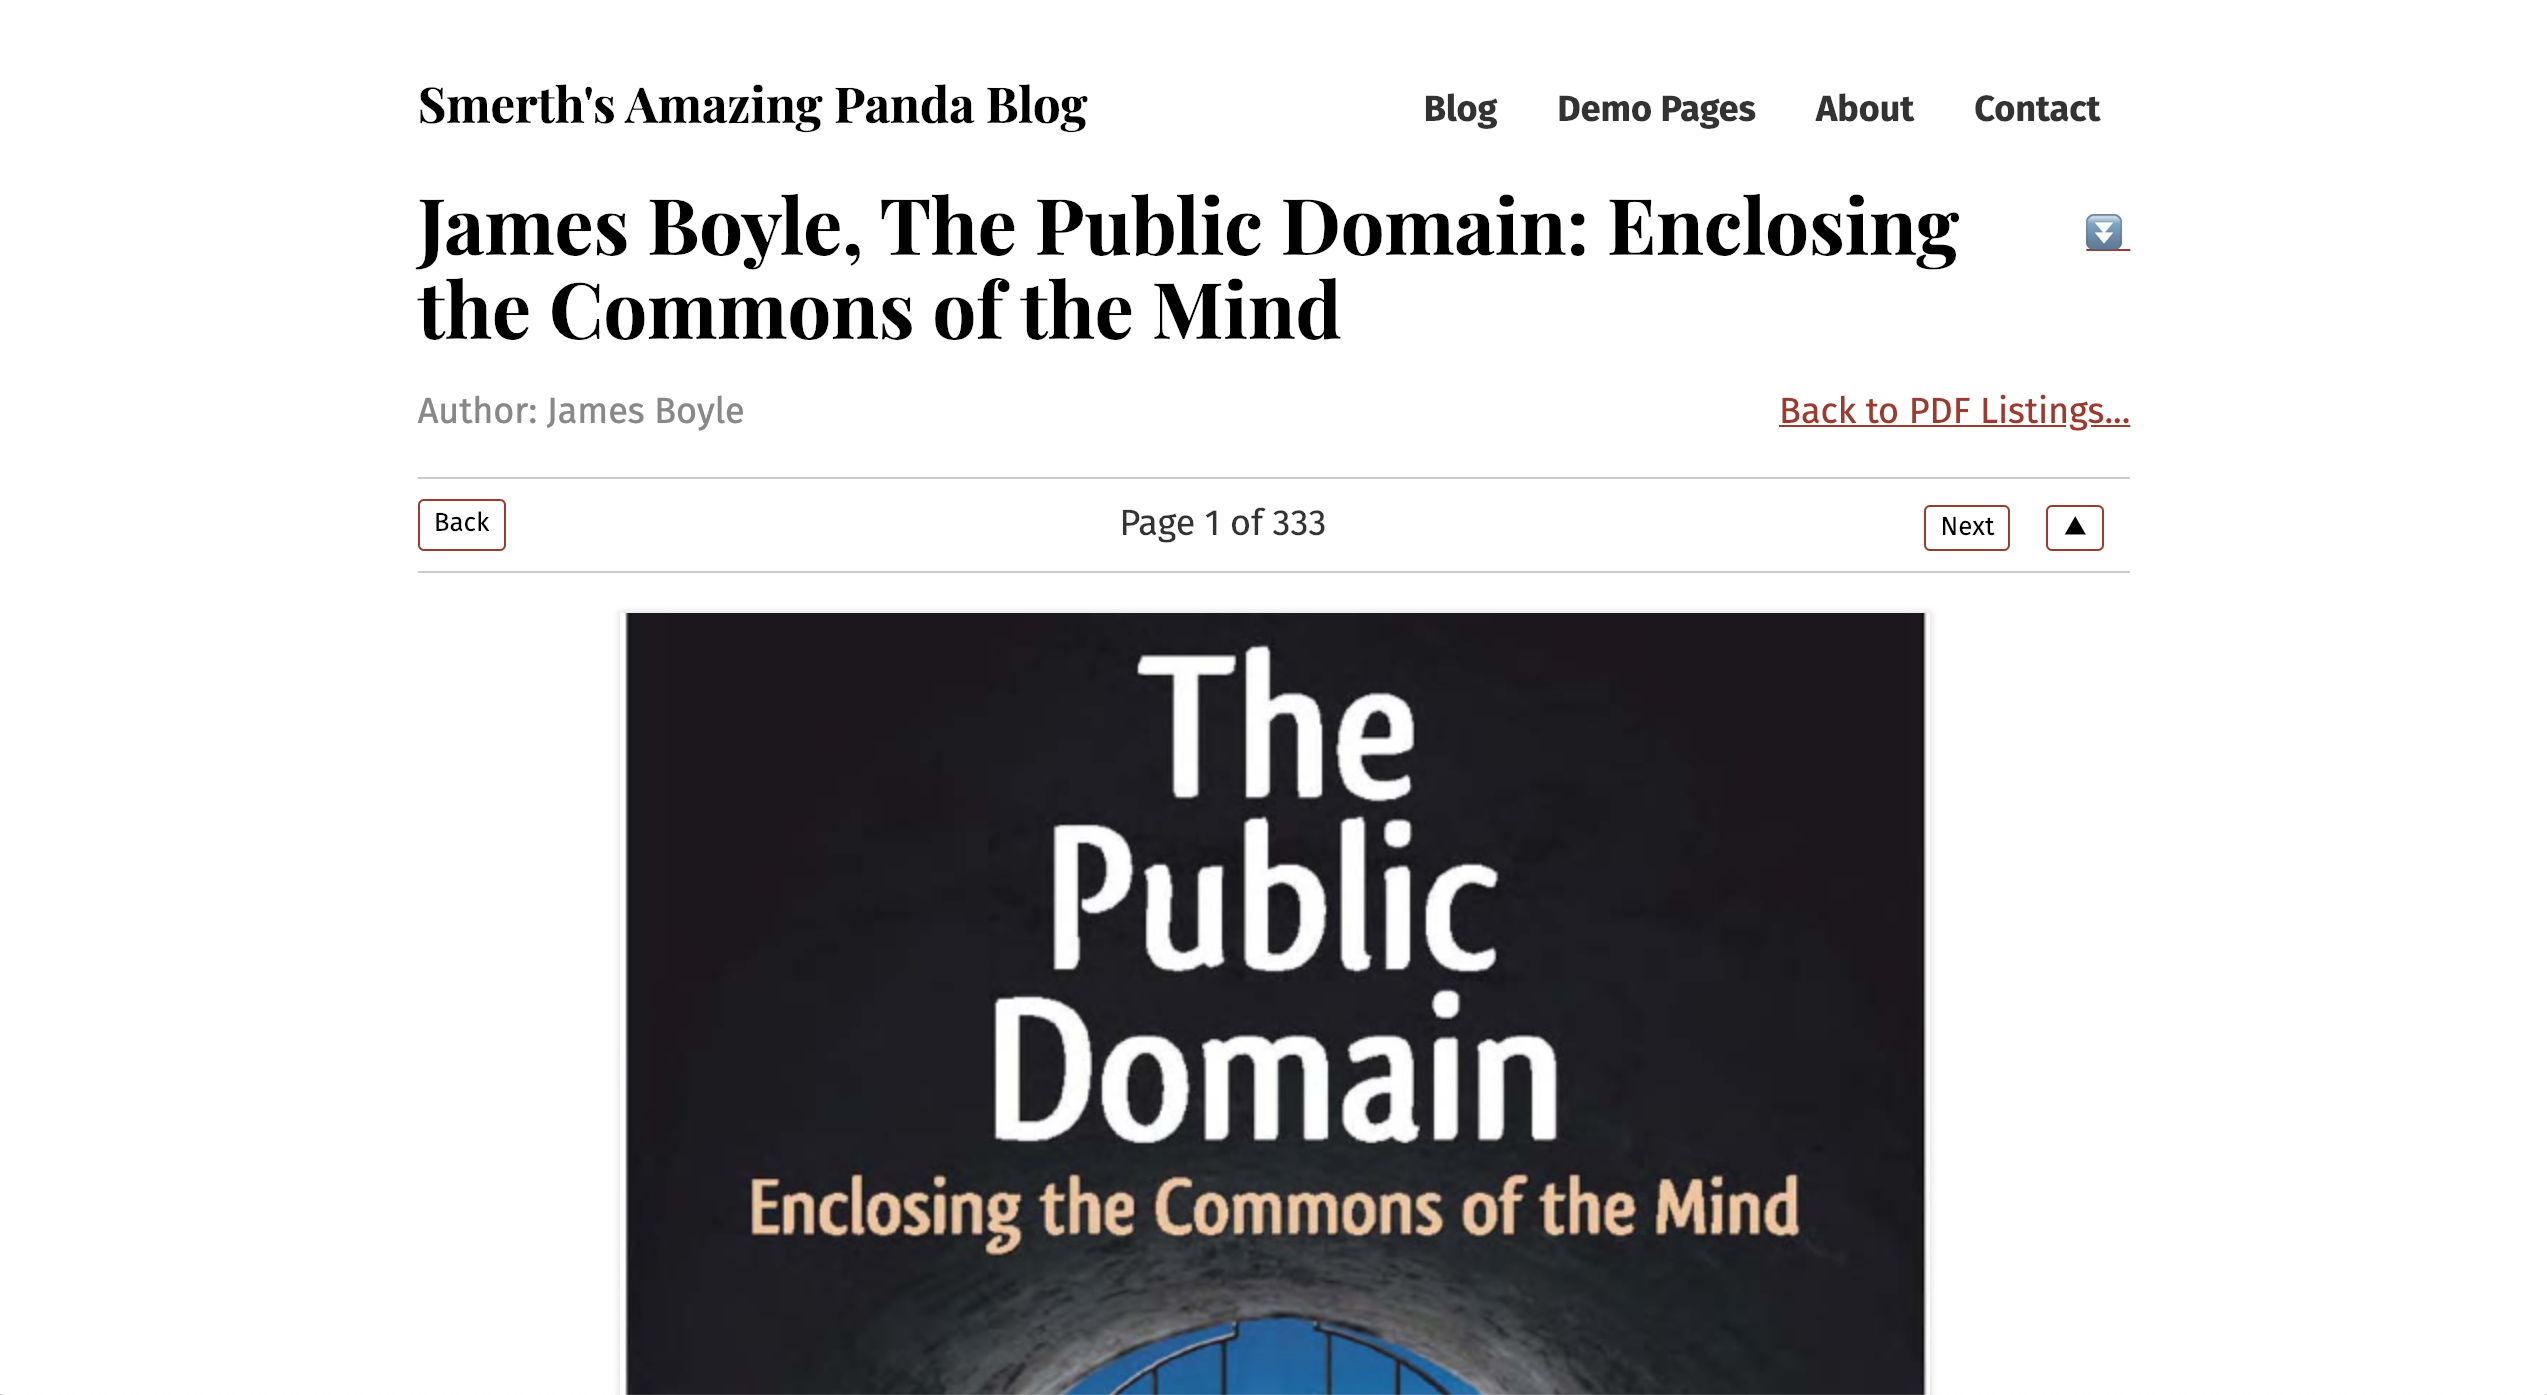 Smerth's Amazing Panda Blog
Blog Demo Pages About Contact
James Boyle, The Public Domain: Enclosing
the Commons of the Mind
Author: James Boyle
Back to PDF Listings...
Back
Page 1 of 333
Next
▲
The
Public
Domain
Enclosing the Commons of the Mind